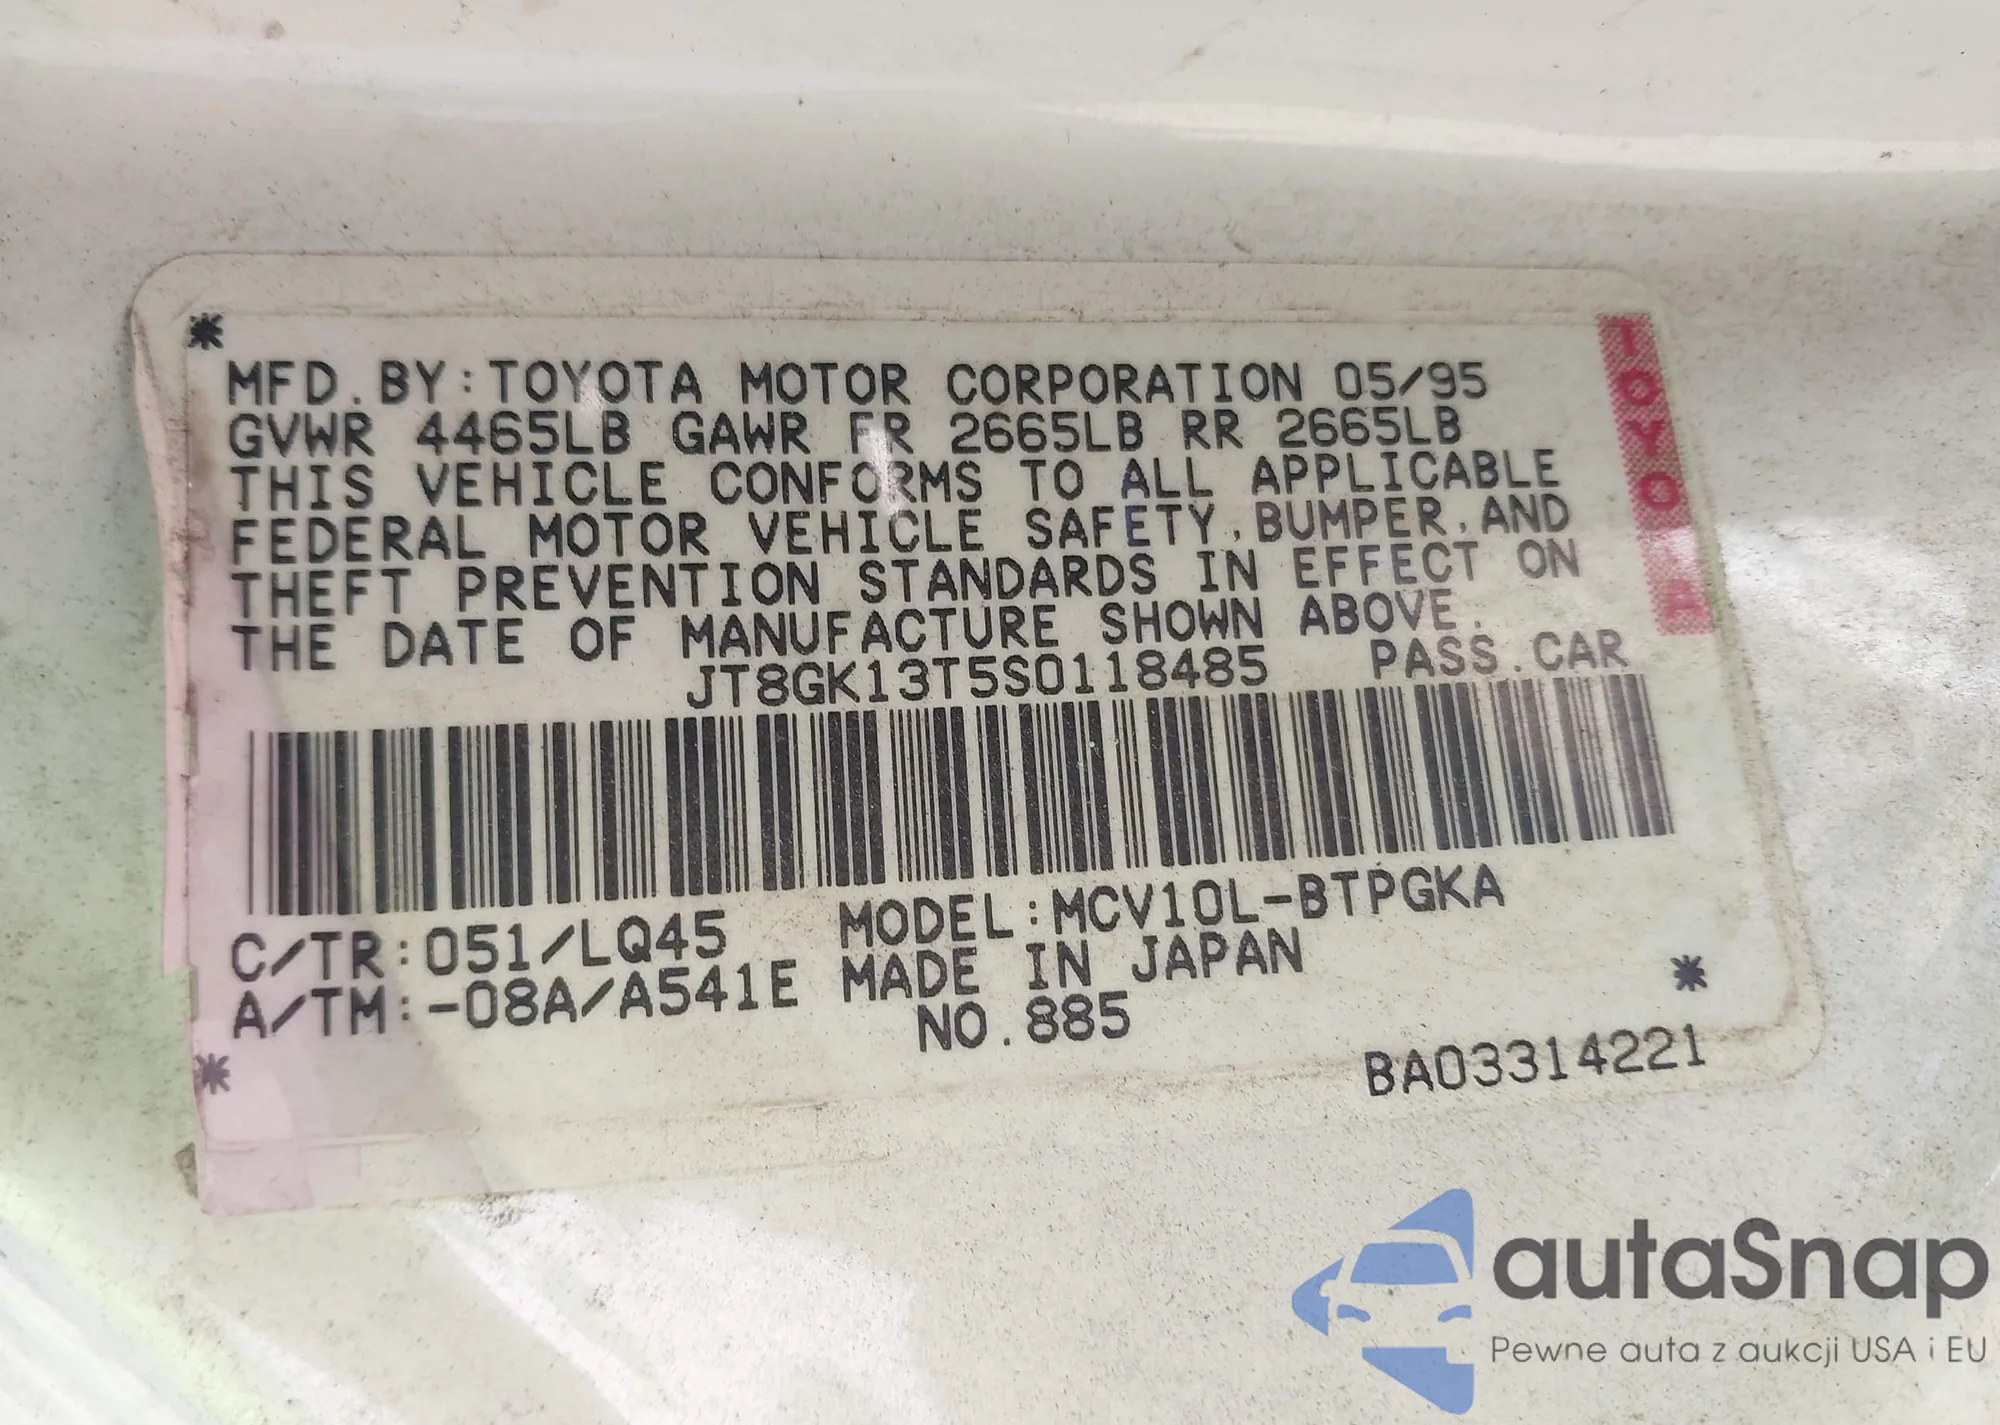 *
TOYOTA
MFD.BY:TOYOTA MOTOR CORPORATION 05/95
GVWR 4465LB GAWR FR 2665LB RR 2665LB
THIS VEHICLE CONFORMS TO ALL APPLICABLE
FEDERAL MOTOR VEHICLE SAFETY,BUMPER,AND
THEFT PREVENTION STANDARDS IN EFFECT ON
THE DATE OF MANUFACTURE SHOWN ABOVE.
JT8GK13T5S0118485 PASS.CAR
C/TR:051/LQ45 MODEL:MCV10L-BTPGKA
A/TM:-08A/A541E MADE IN JAPAN *
NO.885
* BA03314221
autaSnap
Pewne auta z aukcji USA i EU